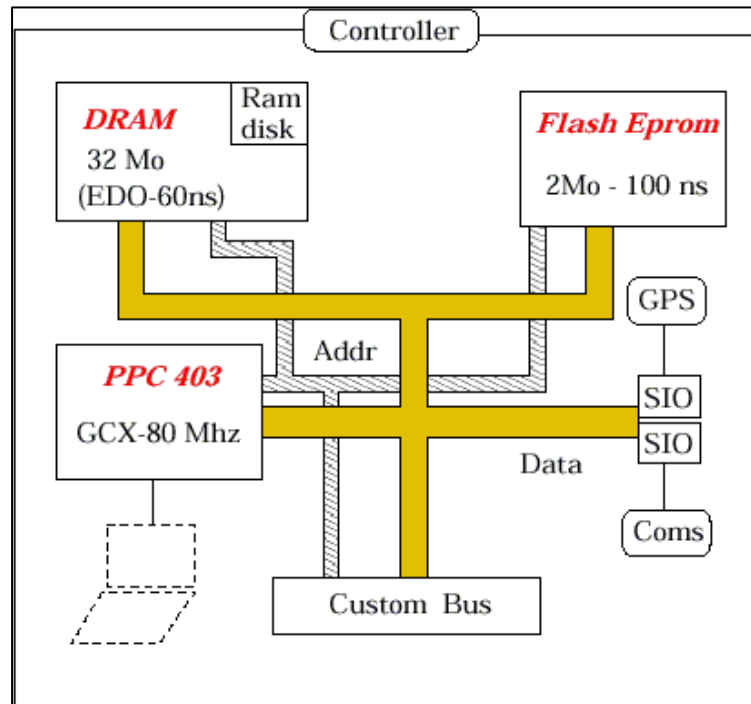 Controller
DRAM
Ram
disk
32 Mo
(EDO-60ns)
Flash Eprom
2Mo - 100 ns
GPS
Addr
PPC 403
GCX-80 Mhz
SIO
SIO
Data
Coms
Custom Bus